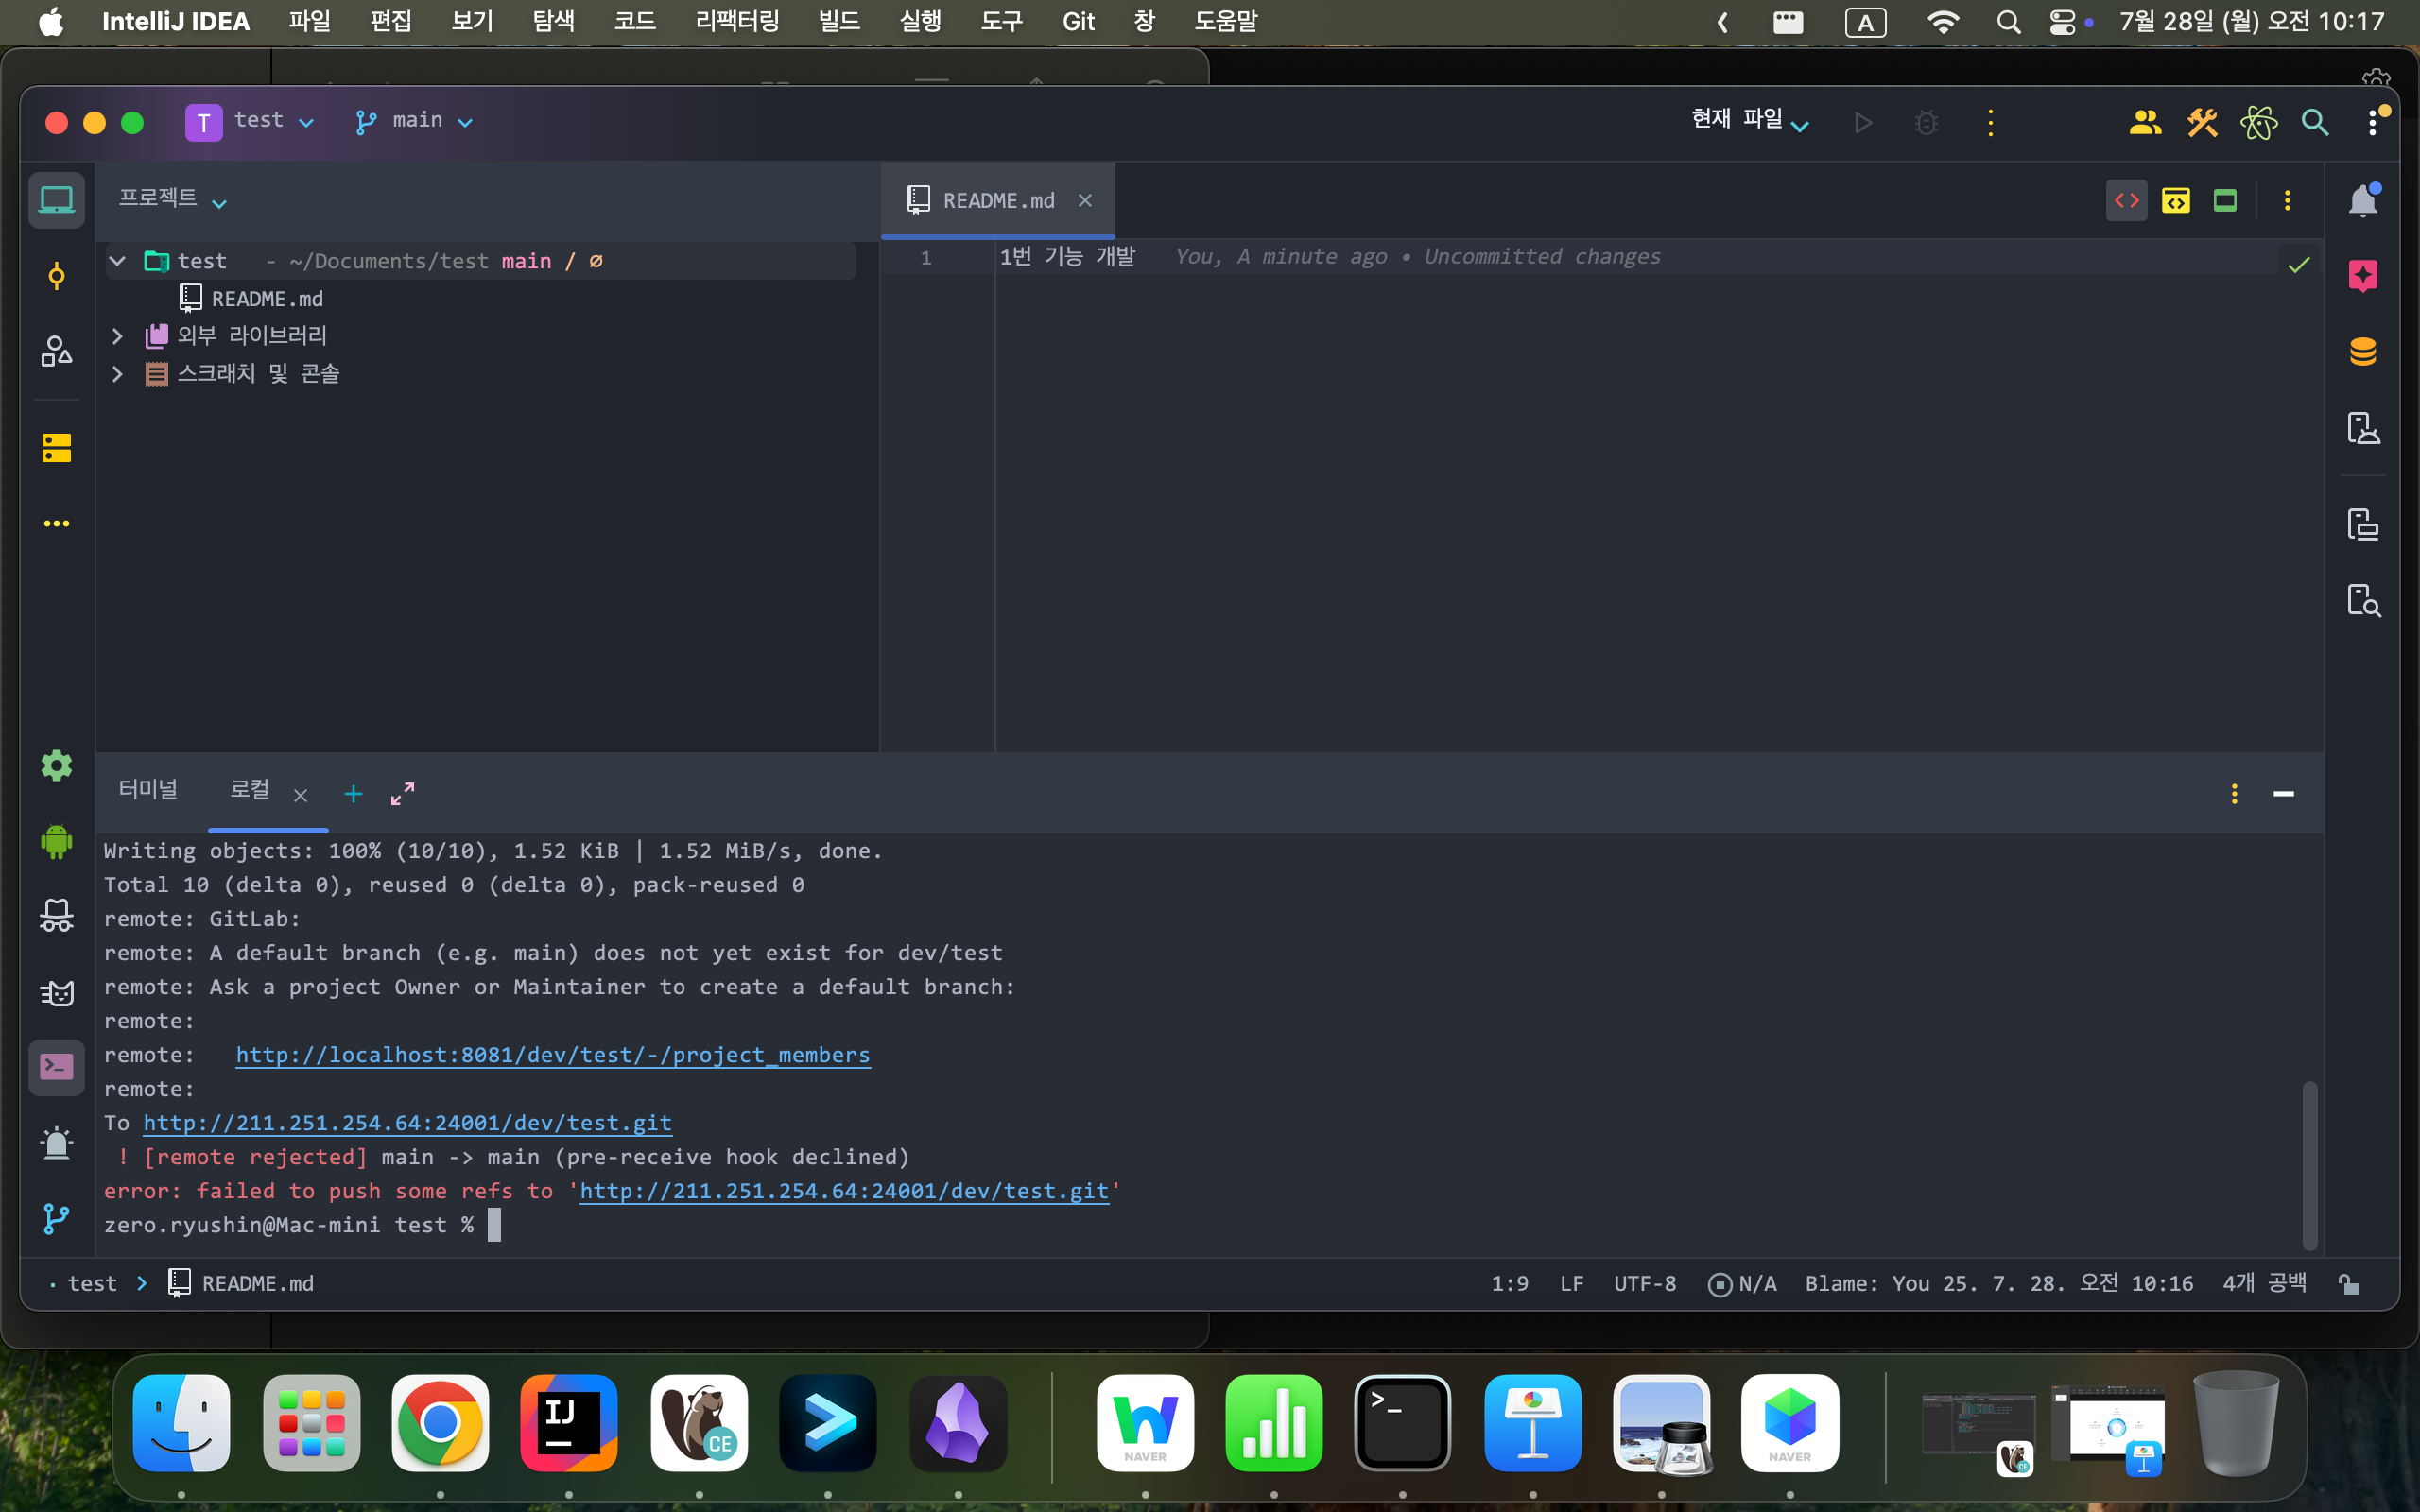 IntelliJ IDEA 파일 편집 보기 탐색 코드 리팩터링 빌드 실행 도구 Git 창 도움말 A 7월 28일 (월) 오전 10:17
T test main 현재 파일
프로젝트 README.md
test - ~/Documents/test main / ∅
1 1번 기능 개발 You, A minute ago • Uncommitted changes
README.md
외부 라이브러리
스크래치 및 콘솔
터미널 로컬
Writing objects: 100% (10/10), 1.52 KiB | 1.52 MiB/s, done.
Total 10 (delta 0), reused 0 (delta 0), pack-reused 0
remote: GitLab:
remote: A default branch (e.g. main) does not yet exist for dev/test
remote: Ask a project Owner or Maintainer to create a default branch:
remote:
remote:   http://localhost:8081/dev/test/-/project_members
remote:
To http://211.251.254.64:24001/dev/test.git
 ! [remote rejected] main -> main (pre-receive hook declined)
error: failed to push some refs to 'http://211.251.254.64:24001/dev/test.git'
zero.ryushin@Mac-mini test %
test > README.md 1:9 LF UTF-8 N/A Blame: You 25. 7. 28. 오전 10:16 4개 공백
IJ CE NAVER >_ NAVER CE